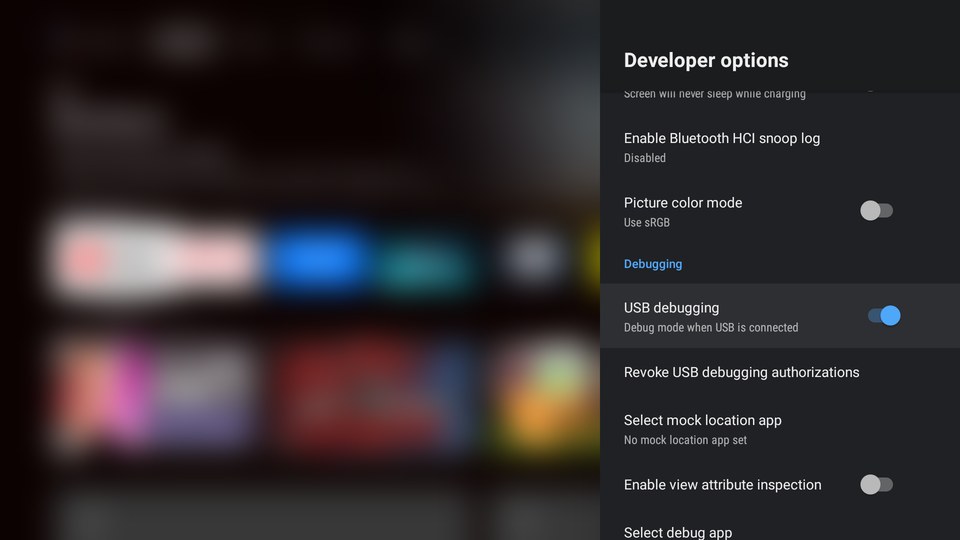 Developer options
Screen will never sleep while charging
Enable Bluetooth HCI snoop log
Disabled
Picture color mode
Use sRGB
Debugging
USB debugging
Debug mode when USB is connected
Revoke USB debugging authorizations
Select mock location app
No mock location app set
Enable view attribute inspection
Select debug app